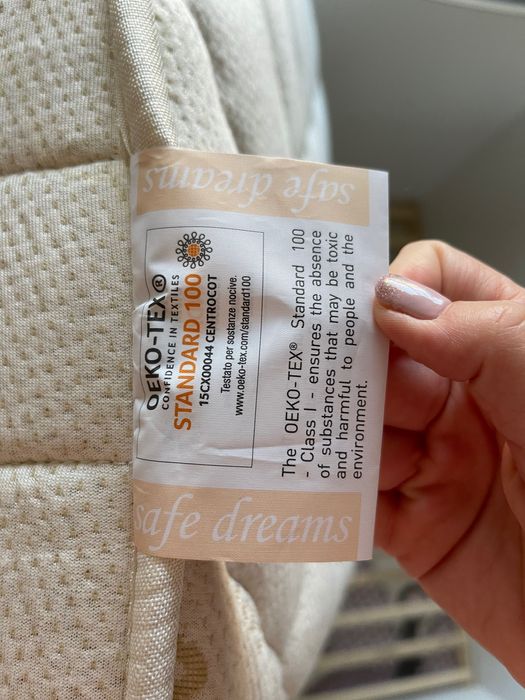 safe dreams
OEKO-TEX®
CONFIDENCE IN TEXTILES
STANDARD 100
15CX00044 CENTROCOT
Testato per sostanze nocive.
www.oeko-tex.com/standard100
The OEKO-TEX® Standard 100
- Class I - ensures the absence
of substances that may be toxic
and harmful to people and the
environment.
safe dreams